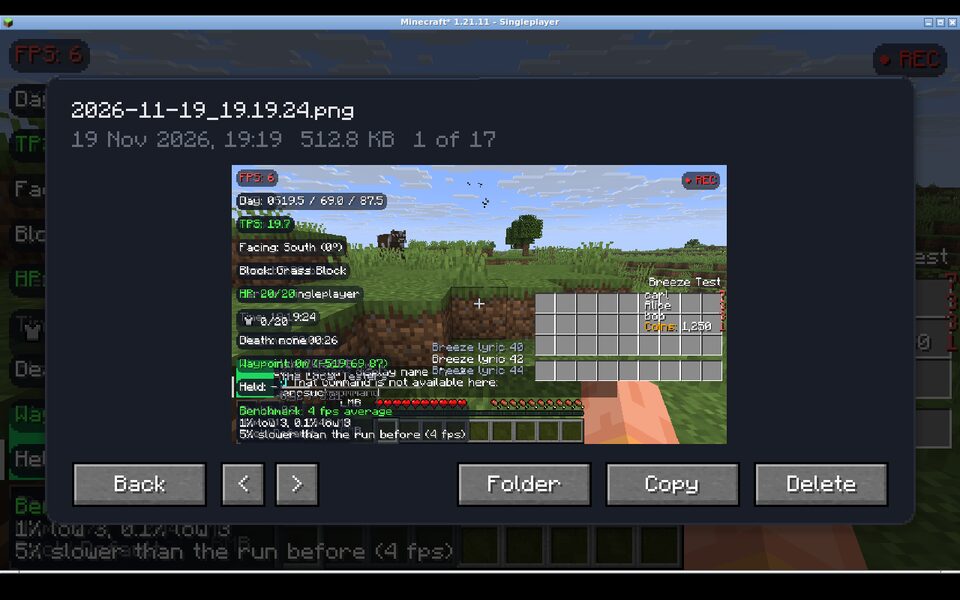 Minecraft* 1.21.11 - Singleplayer
FPS: 6
REC
2026-11-19_19.19.24.png
19 Nov 2026, 19:19 512.8 KB 1 of 17
FPS: 6
REC
Day: 0519.5 / 69.0 / 87.5
TPS: 19.7
Facing: South (0°)
Block: Grass Block
Breeze Test
carl
Alice
bob
Coins: 1,250
HP: 20/20ngleplayer
0/20
Death: none
Breeze lyric 40
Breeze lyric 42
Breeze lyric 44
Held: -
That command is not available here:
LMB
Benchmark: 4 fps average
1% low 3, 0.1% low 3
5% slower than the run before (4 fps)
Back
<
>
Folder
Copy
Delete
1% low 3, 0.1% low 3
5% slower than the run before (4 fps)